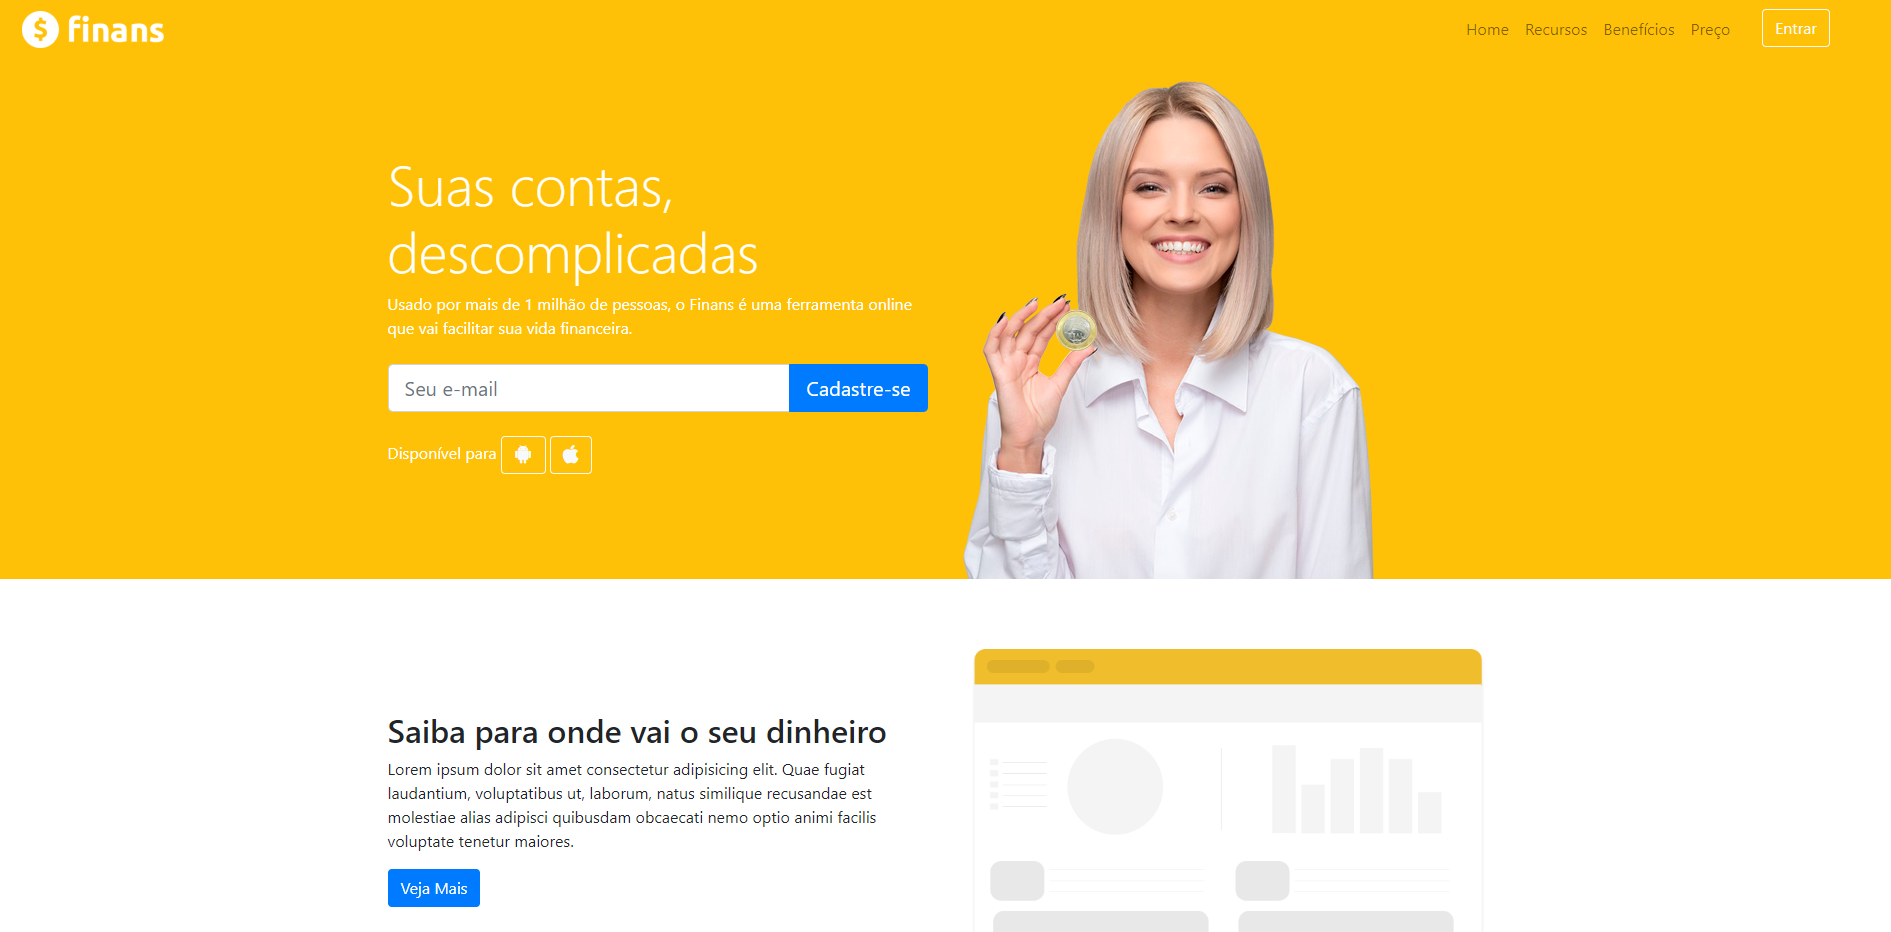 finans
Home Recursos Benefícios Preço Entrar
Suas contas,
descomplicadas
Usado por mais de 1 milhão de pessoas, o Finans é uma ferramenta online
que vai facilitar sua vida financeira.
Seu e-mail Cadastre-se
Disponível para
Saiba para onde vai o seu dinheiro
Lorem ipsum dolor sit amet consectetur adipisicing elit. Quae fugiat
laudantium, voluptatibus ut, laborum, natus similique recusandae est
molestiae alias adipisci quibusdam obcaecati nemo optio animi facilis
voluptate tenetur maiores.
Veja Mais